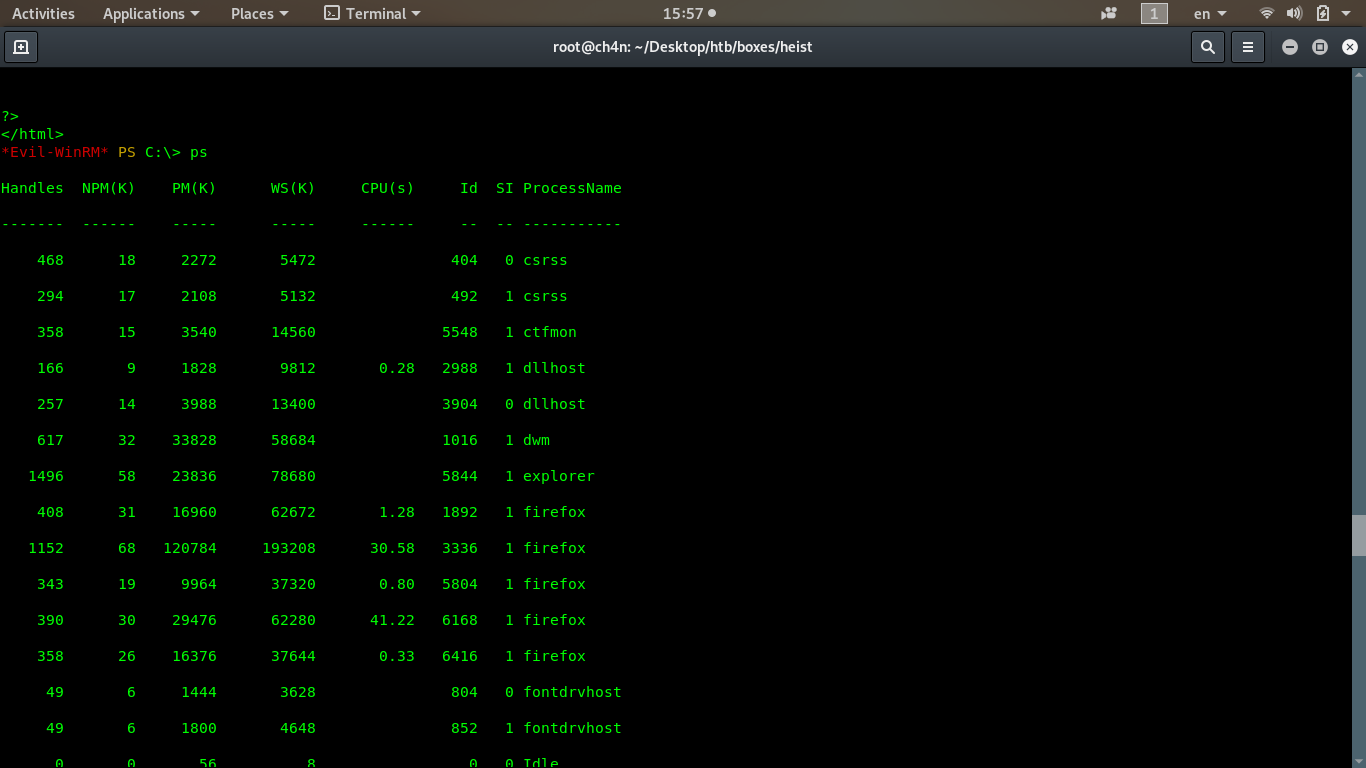 Activities Applications Places Terminal 15:57 1 en
root@ch4n: ~/Desktop/htb/boxes/heist
?>
</html>
*Evil-WinRM* PS C:\> ps
Handles NPM(K) PM(K) WS(K) CPU(s) Id SI ProcessName
------- ------ ----- ----- ------ -- -- -----------
468 18 2272 5472 404 0 csrss
294 17 2108 5132 492 1 csrss
358 15 3540 14560 5548 1 ctfmon
166 9 1828 9812 0.28 2988 1 dllhost
257 14 3988 13400 3904 0 dllhost
617 32 33828 58684 1016 1 dwm
1496 58 23836 78680 5844 1 explorer
408 31 16960 62672 1.28 1892 1 firefox
1152 68 120784 193208 30.58 3336 1 firefox
343 19 9964 37320 0.80 5804 1 firefox
390 30 29476 62280 41.22 6168 1 firefox
358 26 16376 37644 0.33 6416 1 firefox
49 6 1444 3628 804 0 fontdrvhost
49 6 1800 4648 852 1 fontdrvhost
0 0 56 8 0 0 Idle